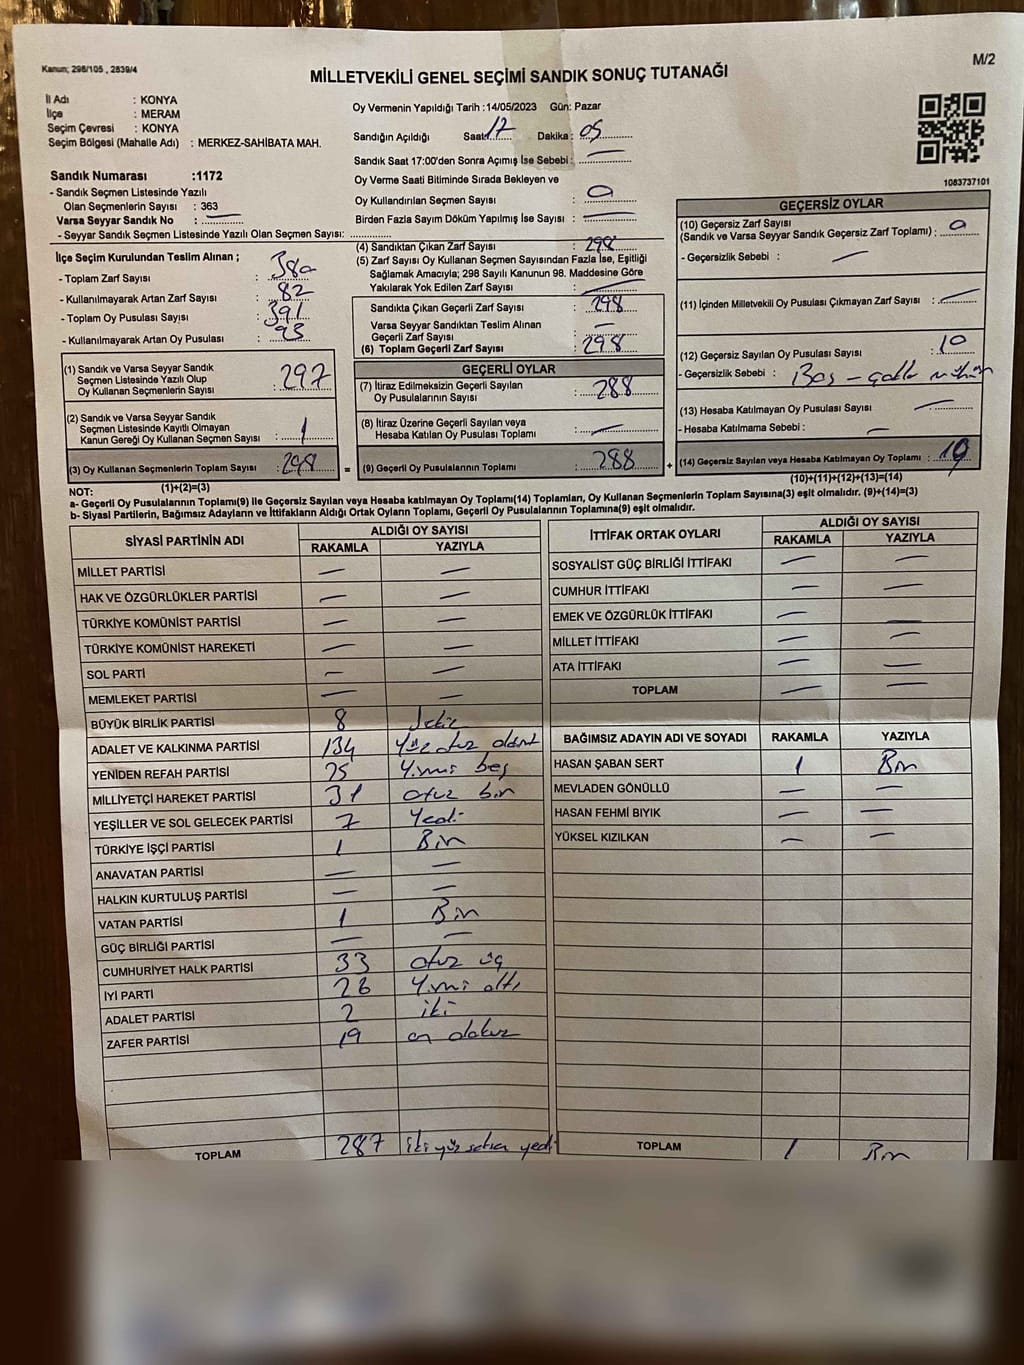 Kanun; 298/105 , 2839/4
M/2
MİLLETVEKİLİ GENEL SEÇİMİ SANDIK SONUÇ TUTANAĞI
İl Adı : KONYA
İlçe : MERAM
Seçim Çevresi : KONYA
Seçim Bölgesi (Mahalle Adı) : MERKEZ-SAHİBATA MAH.
Sandık Numarası :1172
- Sandık Seçmen Listesinde Yazılı
Olan Seçmenlerin Sayısı : 363
Varsa Seyyar Sandık No :
- Seyyar Sandık Seçmen Listesinde Yazılı Olan Seçmen Sayısı:
Oy Vermenin Yapıldığı Tarih :14/05/2023 Gün: Pazar
Sandığın Açıldığı Saat: 17 Dakika: 05
Sandık Saat 17:00'den Sonra Açımış İse Sebebi : —
Oy Verme Saati Bitiminde Sırada Bekleyen ve
Oy Kullandırılan Seçmen Sayısı : 0
Birden Fazla Sayım Döküm Yapılmış İse Sayısı : —
1083737101
İlçe Seçim Kurulundan Teslim Alınan ;
- Toplam Zarf Sayısı : 380
- Kullanılmayarak Artan Zarf Sayısı : 82
- Toplam Oy Pusulası Sayısı : 391
- Kullanılmayarak Artan Oy Pusulası : 93
(1) Sandık ve Varsa Seyyar Sandık
Seçmen Listesinde Yazılı Olup
Oy Kullanan Seçmenlerin Sayısı : 297
(2) Sandık ve Varsa Seyyar Sandık
Seçmen Listesinde Kayıtlı Olmayan
Kanun Gereği Oy Kullanan Seçmen Sayısı : 1
(3) Oy Kullanan Seçmenlerin Toplam Sayısı : 298 =
(1)+(2)=(3)
(4) Sandıktan Çıkan Zarf Sayısı : 298
(5) Zarf Sayısı Oy Kullanan Seçmen Sayısından Fazla İse, Eşitliği
Sağlamak Amacıyla; 298 Sayılı Kanunun 98. Maddesine Göre
Yakılarak Yok Edilen Zarf Sayısı : —
Sandıkta Çıkan Geçerli Zarf Sayısı : 298
Varsa Seyyar Sandıktan Teslim Alınan
Geçerli Zarf Sayısı : —
(6) Toplam Geçerli Zarf Sayısı : 298
GEÇERLİ OYLAR
(7) İtiraz Edilmeksizin Geçerli Sayılan
Oy Pusulalarının Sayısı : 288
(8) İtiraz Üzerine Geçerli Sayılan veya
Hesaba Katılan Oy Pusulası Toplamı : —
(9) Geçerli Oy Pusulalarının Toplamı : 288 +
GEÇERSİZ OYLAR
(10) Geçersiz Zarf Sayısı
(Sandık ve Varsa Seyyar Sandık Geçersiz Zarf Toplamı) : 0
- Geçersizlik Sebebi : —
(11) İçinden Milletvekili Oy Pusulası Çıkmayan Zarf Sayısı : —
(12) Geçersiz Sayılan Oy Pusulası Sayısı : 10
- Geçersizlik Sebebi : Boş -
(13) Hesaba Katılmayan Oy Pusulası Sayısı : —
- Hesaba Katılmama Sebebi : —
(14) Geçersiz Sayılan veya Hesaba Katılmayan Oy Toplamı : 10
(10)+(11)+(12)+(13)=(14)
NOT:
a- Geçerli Oy Pusulalarının Toplamı(9) ile Geçersiz Sayılan veya Hesaba katılmayan Oy Toplamı(14) Toplamları, Oy Kullanan Seçmenlerin Toplam Sayısına(3) eşit olmalıdır. (9)+(14)=(3)
b- Siyasi Partilerin, Bağımsız Adayların ve İttifakların Aldığı Ortak Oyların Toplamı, Geçerli Oy Pusulalarının Toplamına(9) eşit olmalıdır.
SİYASİ PARTİNİN ADI ALDIĞI OY SAYISI
RAKAMLA YAZIYLA
MİLLET PARTİSİ — —
HAK VE ÖZGÜRLÜKLER PARTİSİ — —
TÜRKİYE KOMÜNİST PARTİSİ — —
TÜRKİYE KOMÜNİST HAREKETİ — —
SOL PARTİ — —
MEMLEKET PARTİSİ — —
BÜYÜK BİRLİK PARTİSİ 8 Sekiz
ADALET VE KALKINMA PARTİSİ 134 Yüz otuz dört
YENİDEN REFAH PARTİSİ 25 Yirmi beş
MİLLİYETÇİ HAREKET PARTİSİ 31 otuz bir
YEŞİLLER VE SOL GELECEK PARTİSİ 7 Yedi
TÜRKİYE İŞÇİ PARTİSİ 1 Bir
ANAVATAN PARTİSİ — —
HALKIN KURTULUŞ PARTİSİ — —
VATAN PARTİSİ 1 Bir
GÜÇ BİRLİĞİ PARTİSİ — —
CUMHURİYET HALK PARTİSİ 33 otuz üç
İYİ PARTİ 26 Yirmi altı
ADALET PARTİSİ 2 iki
ZAFER PARTİSİ 19 on dokuz
TOPLAM 287 iki yüz seksen yedi
İTTİFAK ORTAK OYLARI ALDIĞI OY SAYISI
RAKAMLA YAZIYLA
SOSYALİST GÜÇ BİRLİĞİ İTTİFAKI — —
CUMHUR İTTİFAKI — —
EMEK VE ÖZGÜRLÜK İTTİFAKI — —
MİLLET İTTİFAKI — —
ATA İTTİFAKI — —
TOPLAM — —
BAĞIMSIZ ADAYIN ADI VE SOYADI RAKAMLA YAZIYLA
HASAN ŞABAN SERT 1 Bir
MEVLADEN GÖNÜLLÜ — —
HASAN FEHMİ BIYIK — —
YÜKSEL KIZILKAN — —
TOPLAM 1 Bir